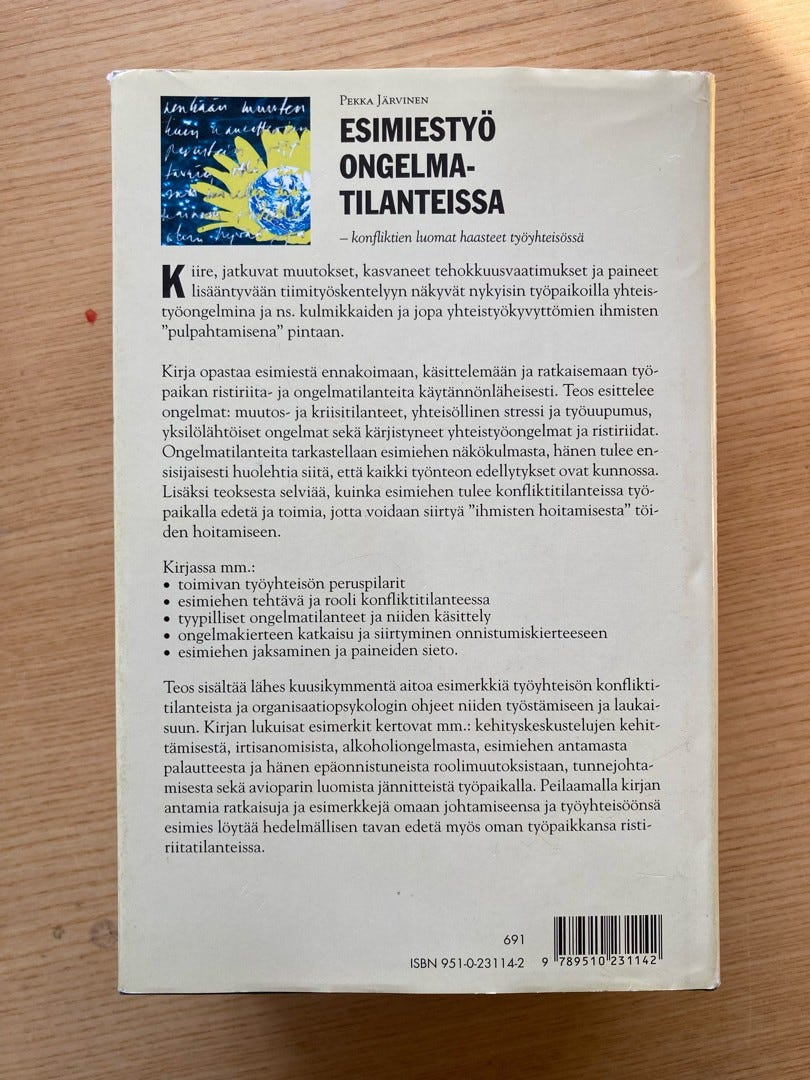 Pekka Järvinen
ESIMIESTYÖ
ONGELMA-
TILANTEISSA
– konfliktien luomat haasteet työyhteisössä
Kiire, jatkuvat muutokset, kasvaneet tehokkuusvaatimukset ja paineet
lisääntyvään tiimityöskentelyyn näkyvät nykyisin työpaikoilla yhteis-
työongelmina ja ns. kulmikkaiden ja jopa yhteistyökyvyttömien ihmisten
"pulpahtamisena" pintaan.
Kirja opastaa esimiestä ennakoimaan, käsittelemään ja ratkaisemaan työ-
paikan ristiriita- ja ongelmatilanteita käytännönläheisesti. Teos esittelee
ongelmat: muutos- ja kriisitilanteet, yhteisöllinen stressi ja työuupumus,
yksilölähtöiset ongelmat sekä kärjistyneet yhteistyöongelmat ja ristiriidat.
Ongelmatilanteita tarkastellaan esimiehen näkökulmasta, hänen tulee en-
sisijaisesti huolehtia siitä, että kaikki työnteon edellytykset ovat kunnossa.
Lisäksi teoksesta selviää, kuinka esimiehen tulee konfliktitilanteissa työ-
paikalla edetä ja toimia, jotta voidaan siirtyä "ihmisten hoitamisesta" töi-
den hoitamiseen.
Kirjassa mm.:
• toimivan työyhteisön peruspilarit
• esimiehen tehtävä ja rooli konfliktitilanteessa
• tyypilliset ongelmatilanteet ja niiden käsittely
• ongelmakierteen katkaisu ja siirtyminen onnistumiskierteeseen
• esimiehen jaksaminen ja paineiden sieto.
Teos sisältää lähes kuusikymmentä aitoa esimerkkiä työyhteisön konflikti-
tilanteista ja organisaatiopsykologin ohjeet niiden työstämiseen ja laukai-
suun. Kirjan lukuisat esimerkit kertovat mm.: kehityskeskustelujen kehit-
tämisestä, irtisanomisista, alkoholiongelmasta, esimiehen antamasta
palautteesta ja hänen epäonnistuneista roolimuutoksistaan, tunnejohta-
misesta sekä avioparin luomista jännitteistä työpaikalla. Peilaamalla kirjan
antamia ratkaisuja ja esimerkkejä omaan johtamiseensa ja työyhteisöönsä
esimies löytää hedelmällisen tavan edetä myös oman työpaikkansa risti-
riitatilanteissa.
691
ISBN 951-0-23114-2
9 789510 231142